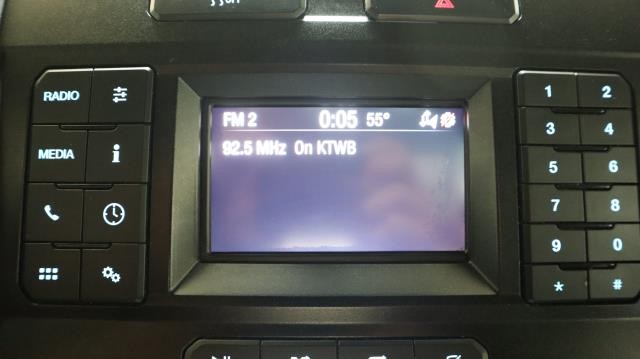 FM 2 0:05 55°
92.5 MHz On KTWB
RADIO
MEDIA i
1 2
3 4
5 6
7 8
9 0
* #